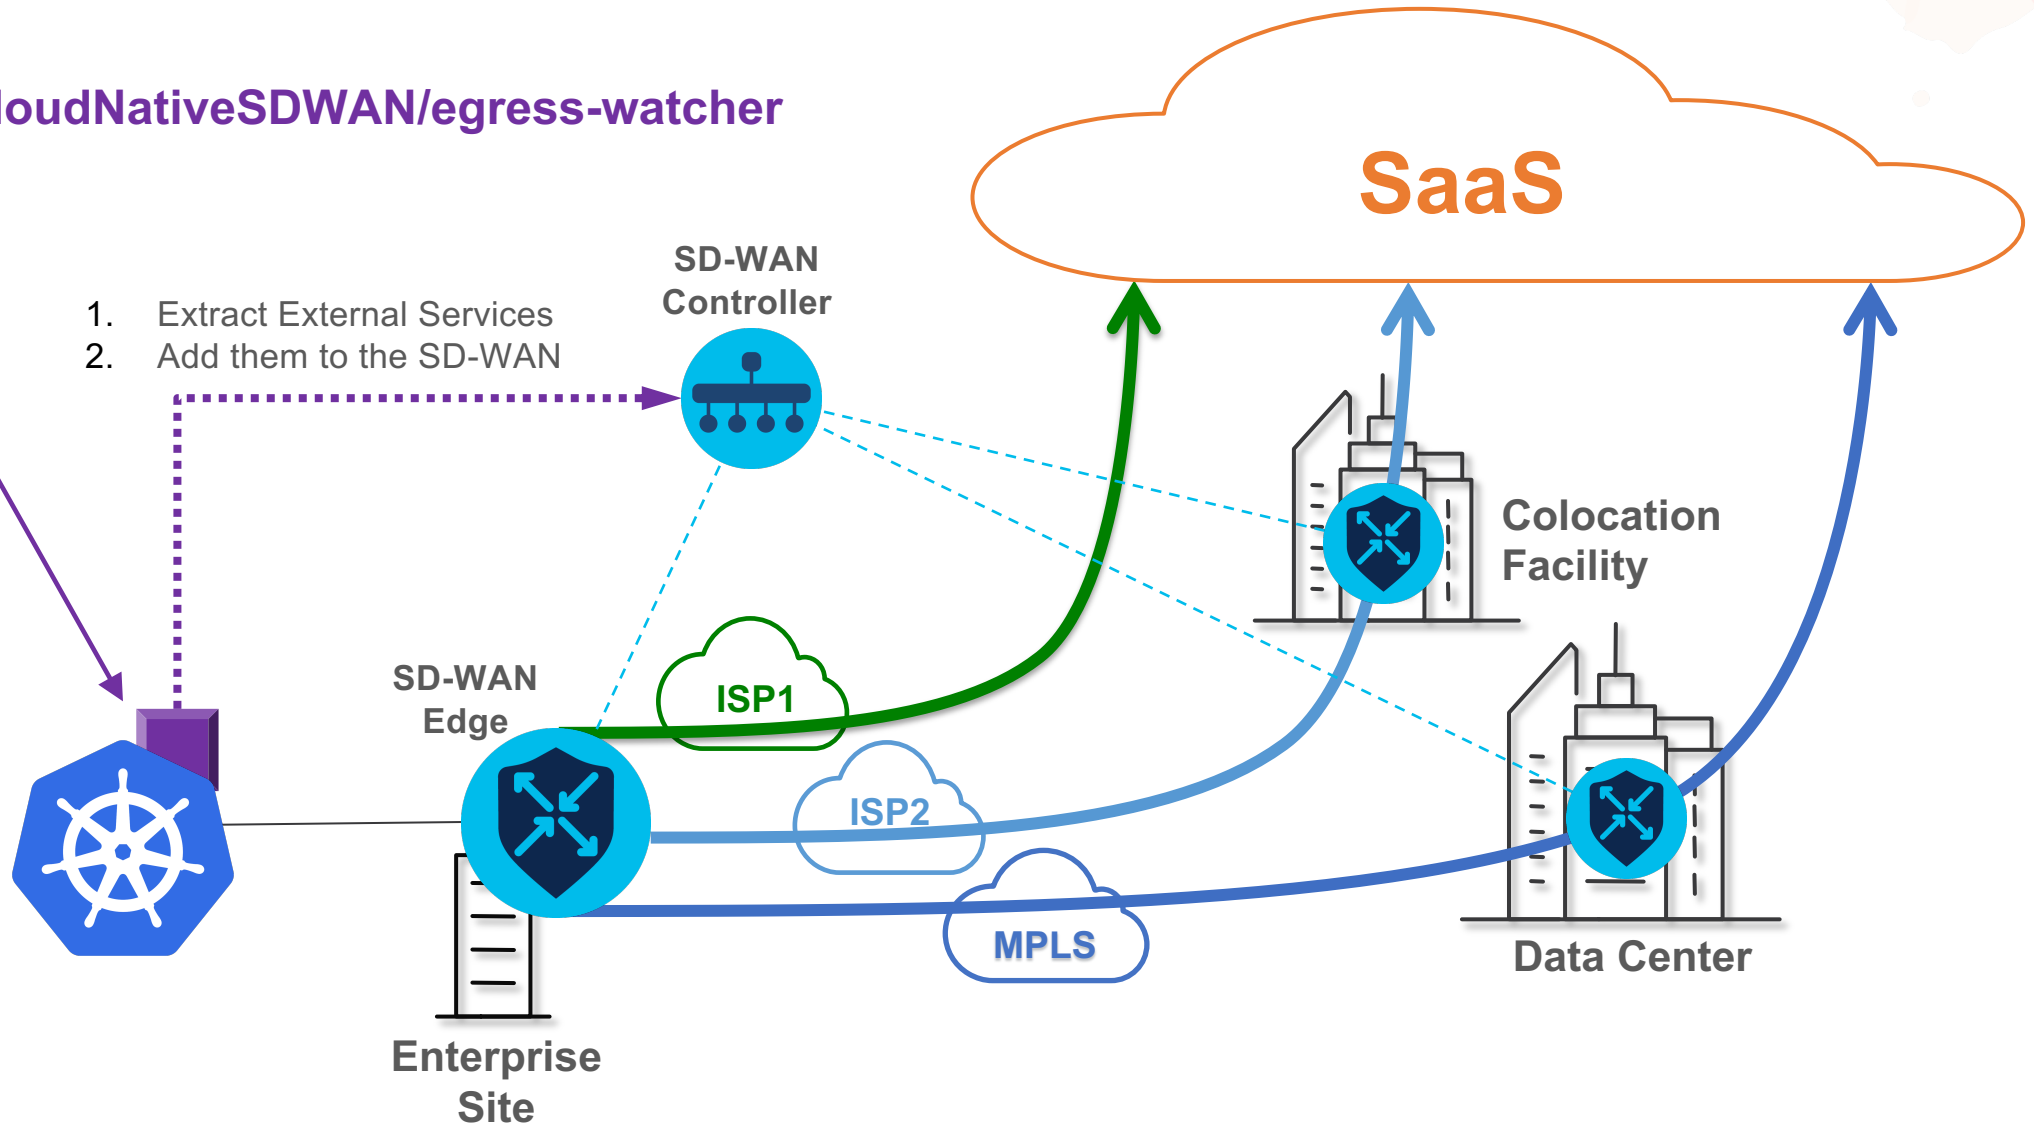 loudNativeSDWAN/egress-watcher
SaaS
SD-WAN
Controller
1. Extract External Services
2. Add them to the SD-WAN
Colocation
Facility
SD-WAN
Edge
ISP1
ISP2
MPLS
Data Center
Enterprise
Site